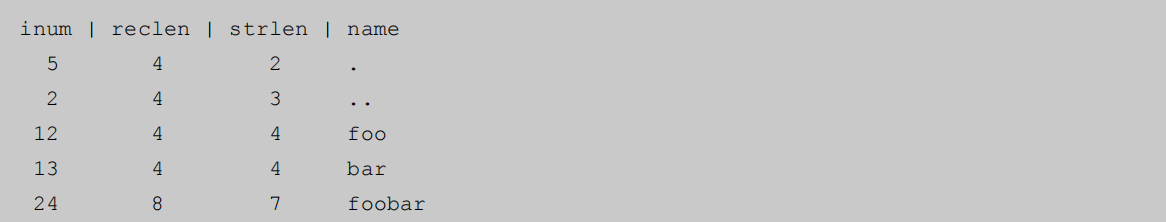 inum | reclen | strlen | name
5 4 2 .
2 4 3 ..
12 4 4 foo
13 4 4 bar
24 8 7 foobar